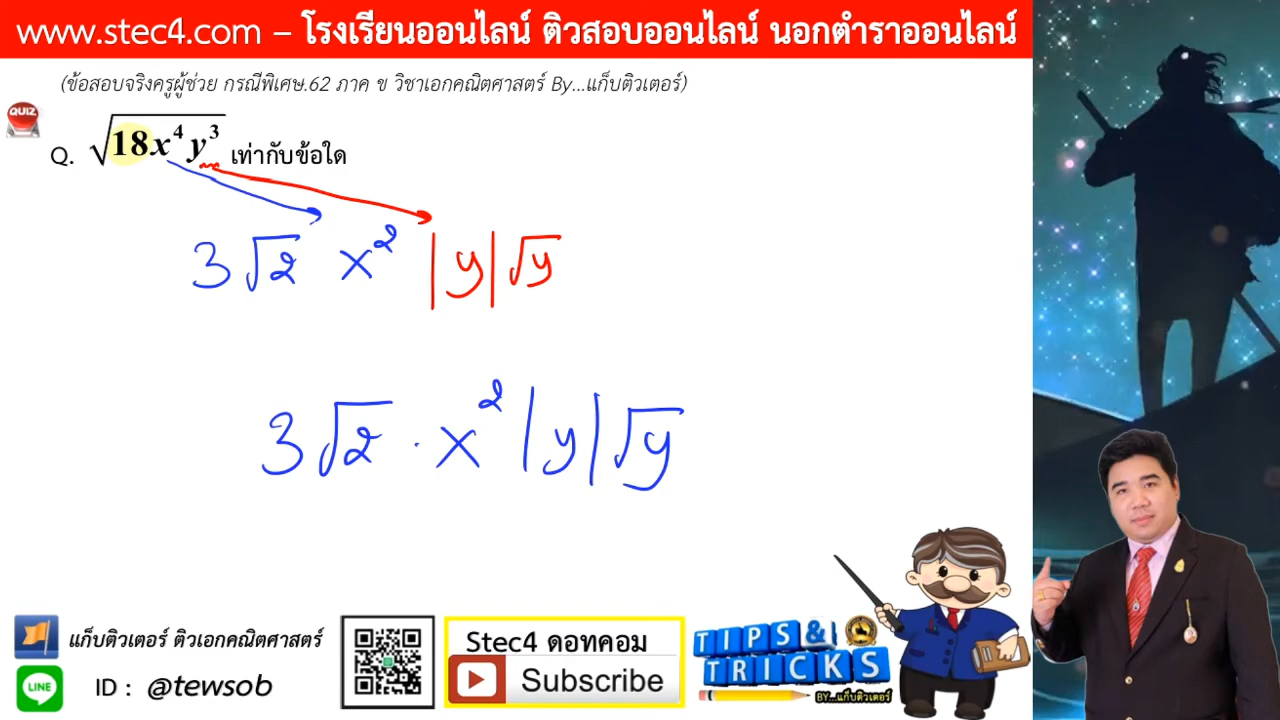 www.stec4.com – โรงเรียนออนไลน์ ติวสอบออนไลน์ นอกตำราออนไลน์
(ข้อสอบจริงครูผู้ช่วย กรณีพิเศษ.62 ภาค ข วิชาเอกคณิตศาสตร์ By...แก็บติวเตอร์)
QUIZ
Q. √(18x⁴y³) เท่ากับข้อใด
3√2 x² |y|√y
3√2 · x² |y|√y
แก็บติวเตอร์ ติวเอกคณิตศาสตร์
LINE ID : @tewsob
Stec4 ดอทคอม
Subscribe
TIPS &
TRICKS
BY...แก็บติวเตอร์